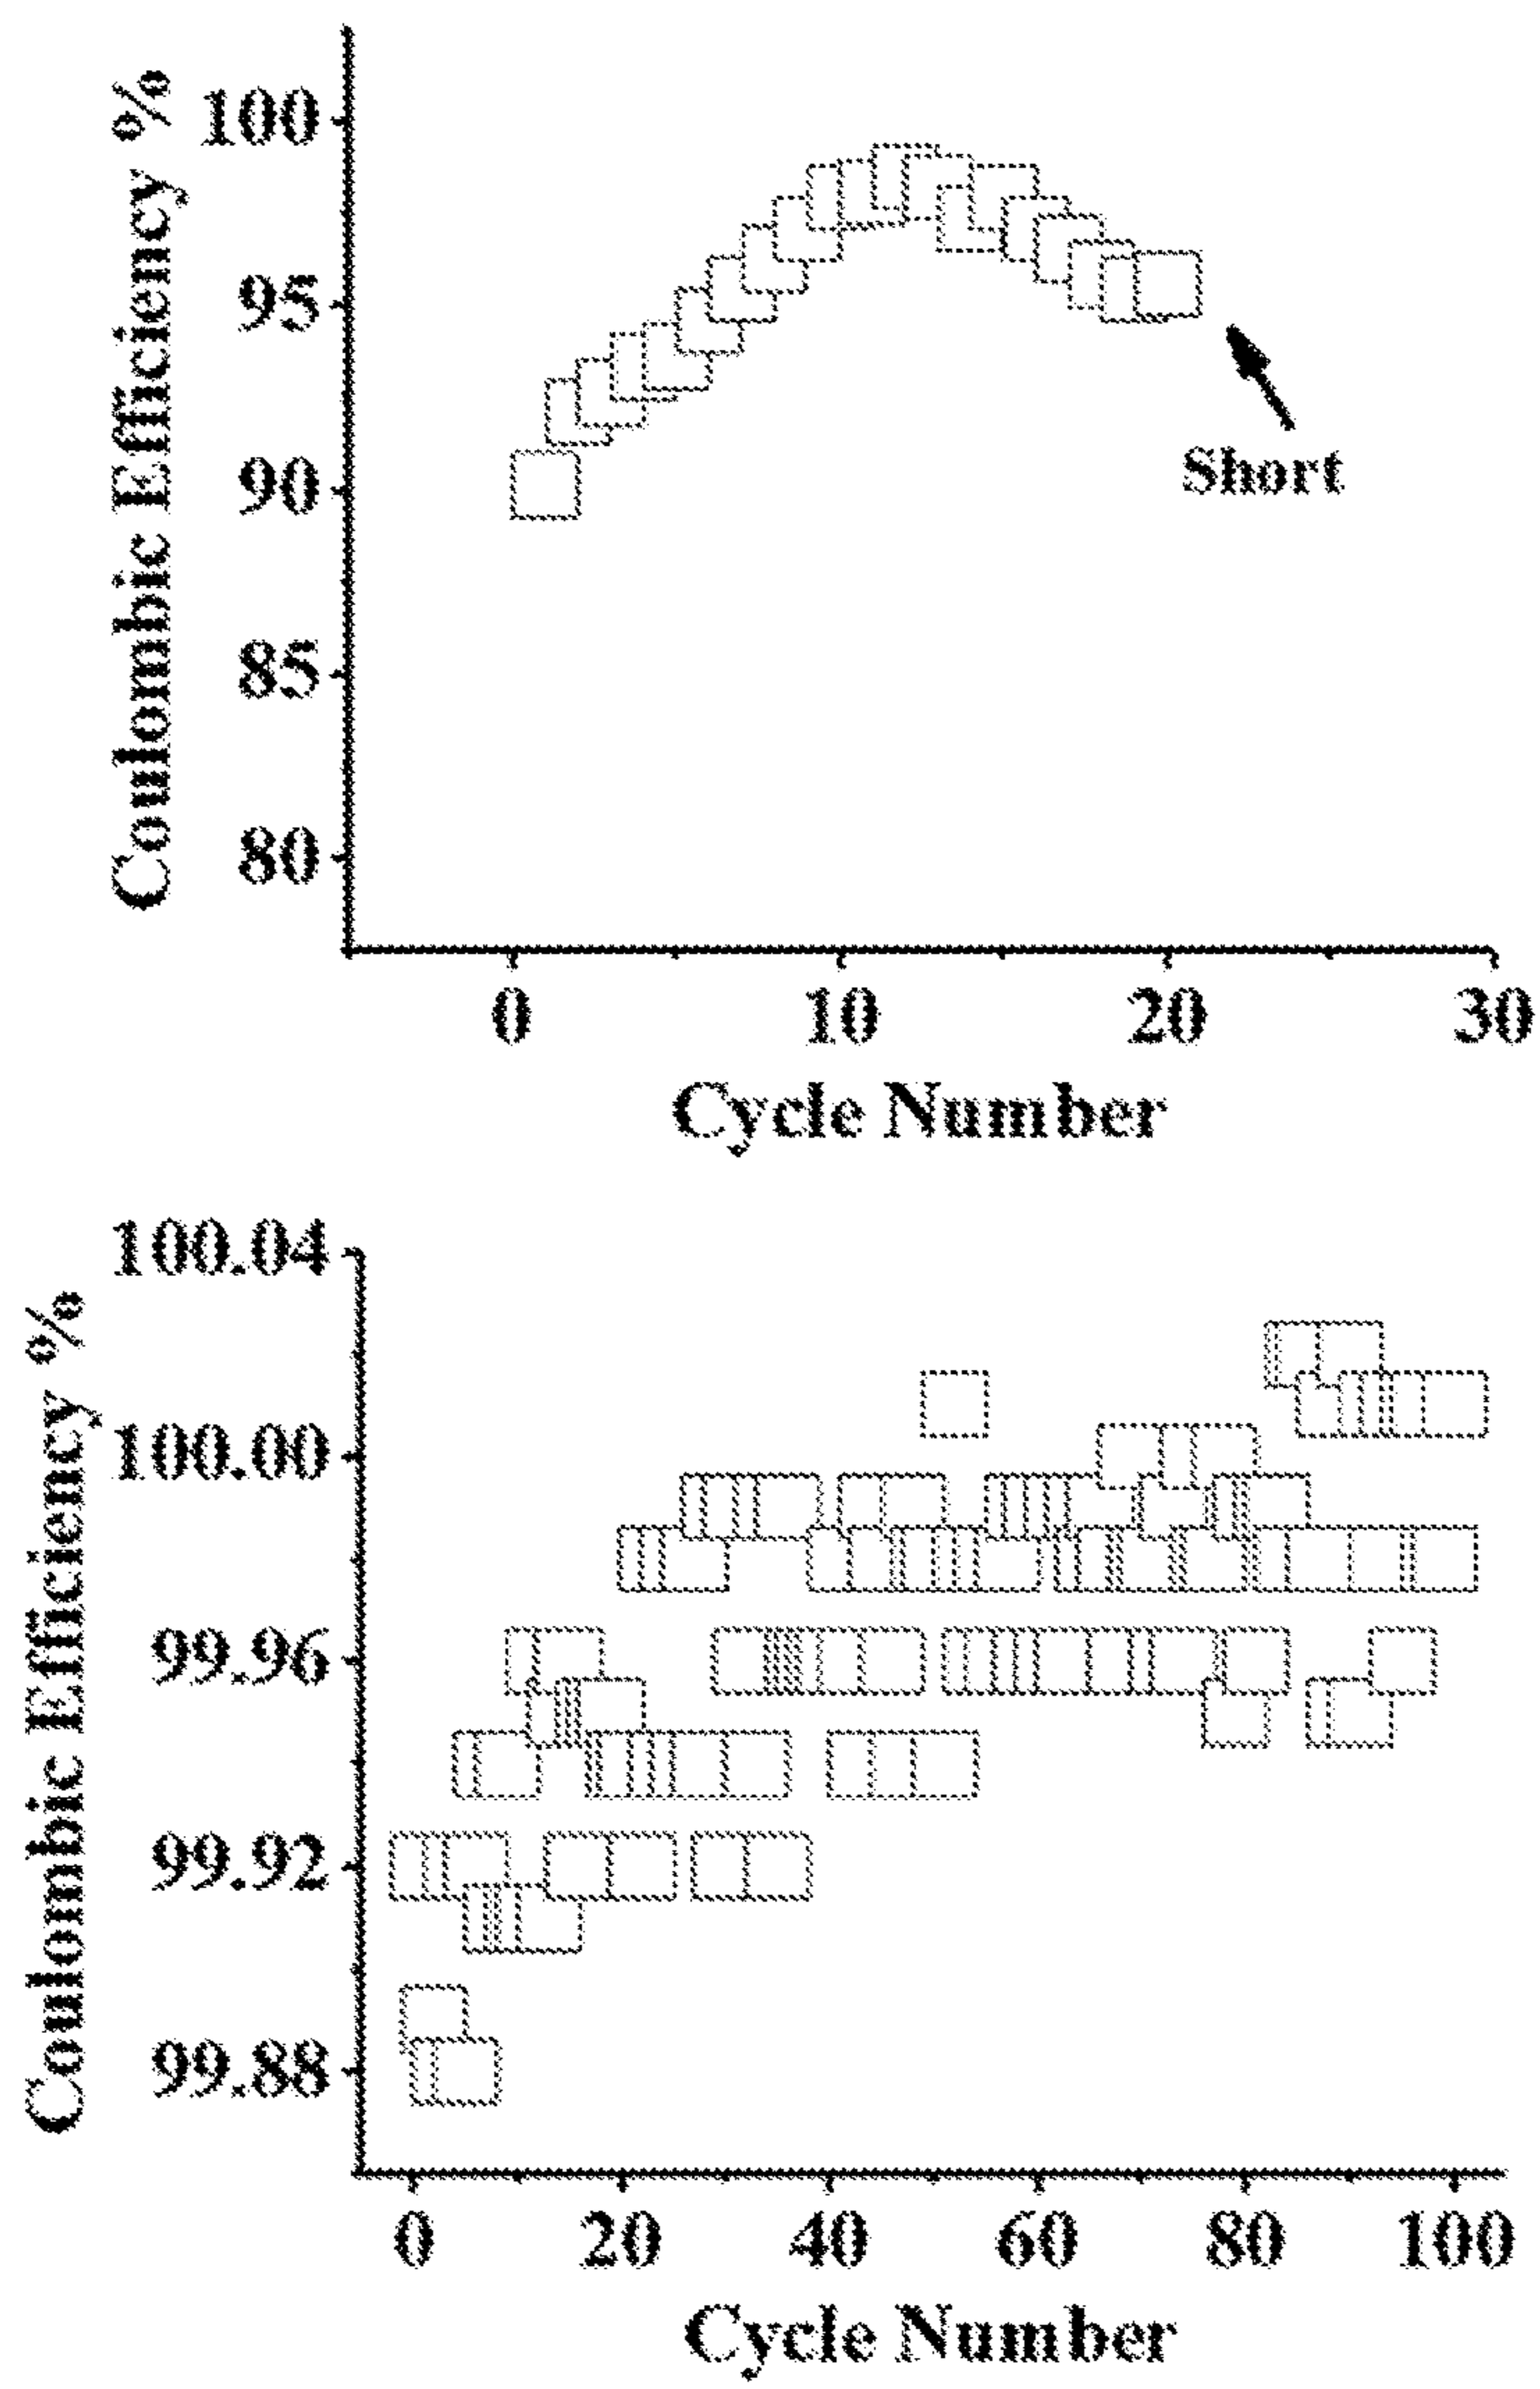 Coulombic Efficiency %
100
95
90
85
80
Short
0 10 20 30
Cycle Number
Coulombic Efficiency %
100.04
100.00
99.96
99.92
99.88
0 20 40 60 80 100
Cycle Number